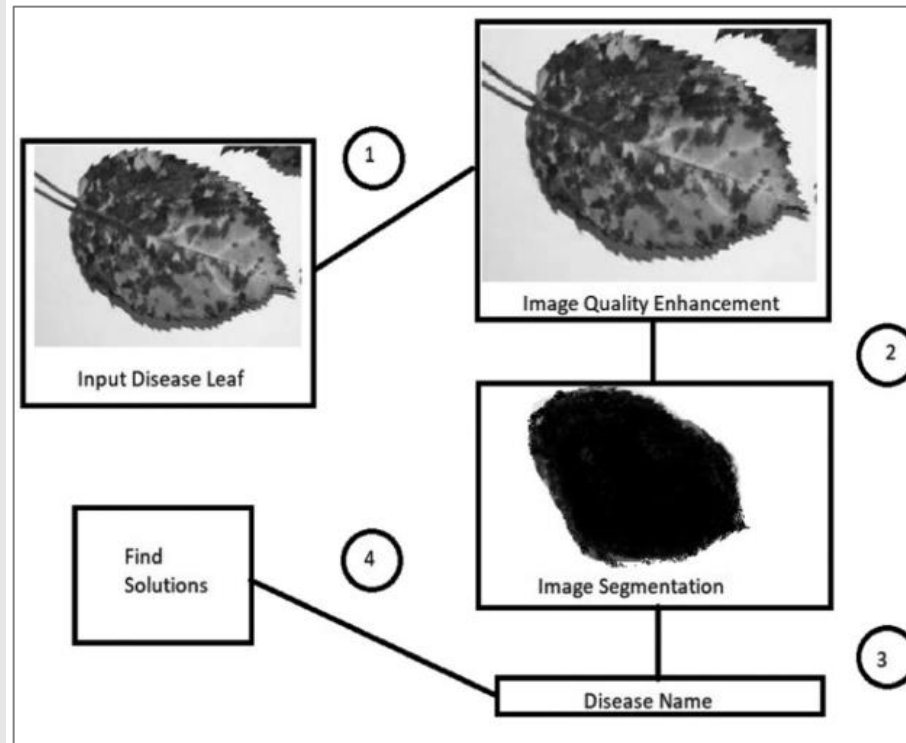 1
Input Disease Leaf
Image Quality Enhancement
2
Image Segmentation
3
Disease Name
4
Find
Solutions